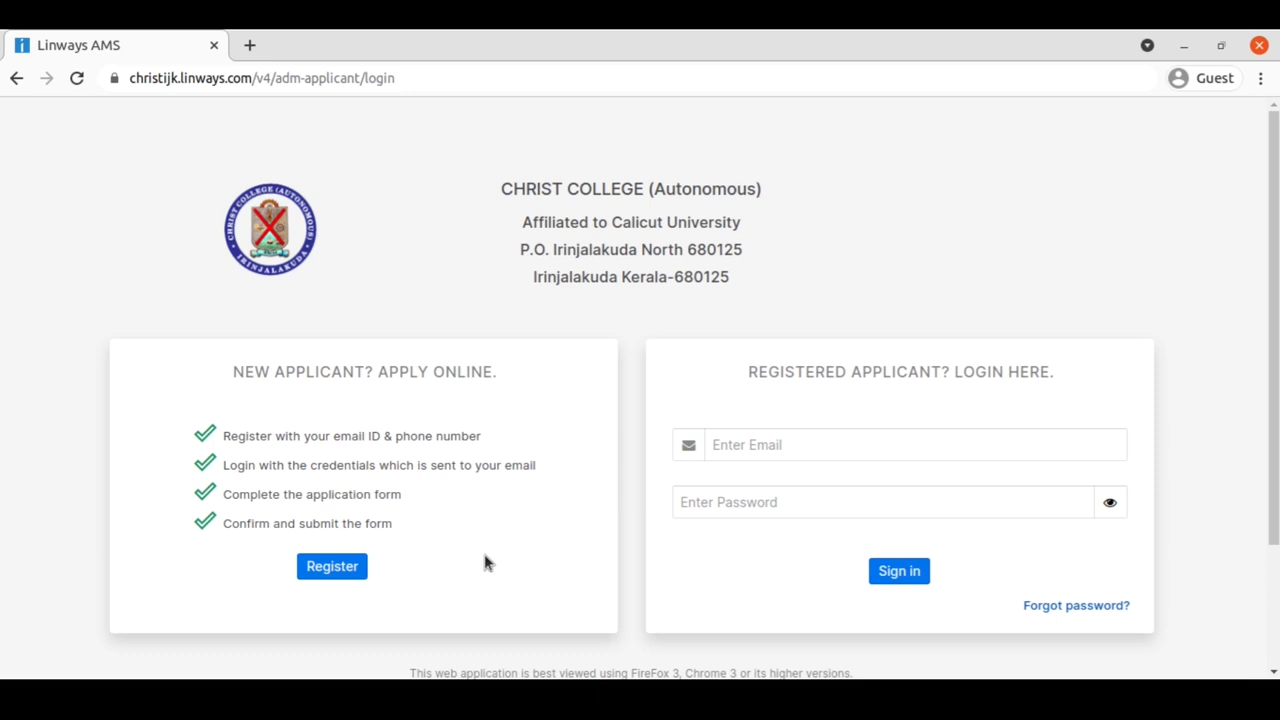 Linways AMS
christijk.linways.com/v4/adm-applicant/login
Guest
CHRIST COLLEGE (AUTONOMOUS)
IRINJALAKUDA
CHRIST COLLEGE (Autonomous)
Affiliated to Calicut University
P.O. Irinjalakuda North 680125
Irinjalakuda Kerala-680125
NEW APPLICANT? APPLY ONLINE.
Register with your email ID & phone number
Login with the credentials which is sent to your email
Complete the application form
Confirm and submit the form
Register
REGISTERED APPLICANT? LOGIN HERE.
Enter Email
Enter Password
Sign in
Forgot password?
This web application is best viewed using FireFox 3, Chrome 3 or its higher versions.